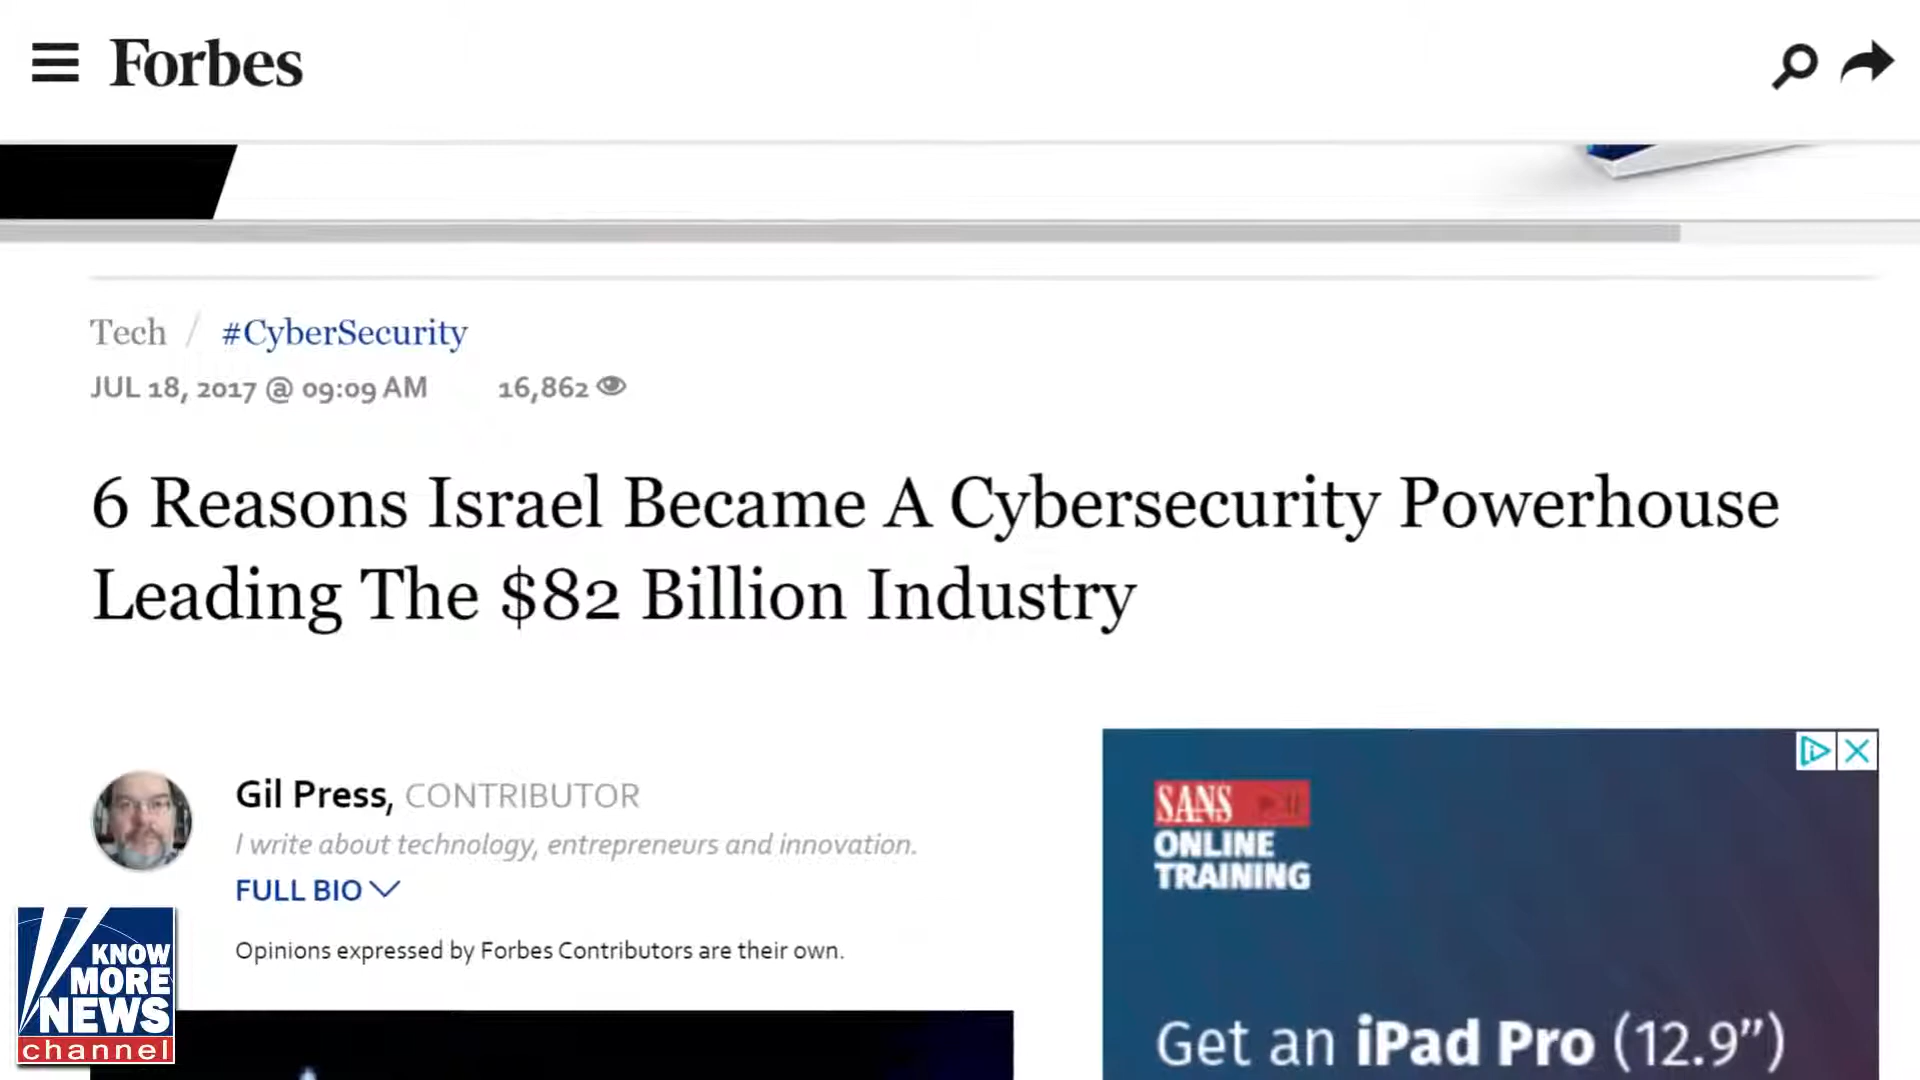 Forbes
Tech / #CyberSecurity
JUL 18, 2017 @ 09:09 AM 16,862
6 Reasons Israel Became A Cybersecurity Powerhouse
Leading The $82 Billion Industry
Gil Press, CONTRIBUTOR
I write about technology, entrepreneurs and innovation.
FULL BIO
Opinions expressed by Forbes Contributors are their own.
SANS
ONLINE
TRAINING
Get an iPad Pro (12.9”)
KNOW
MORE
NEWS
channel